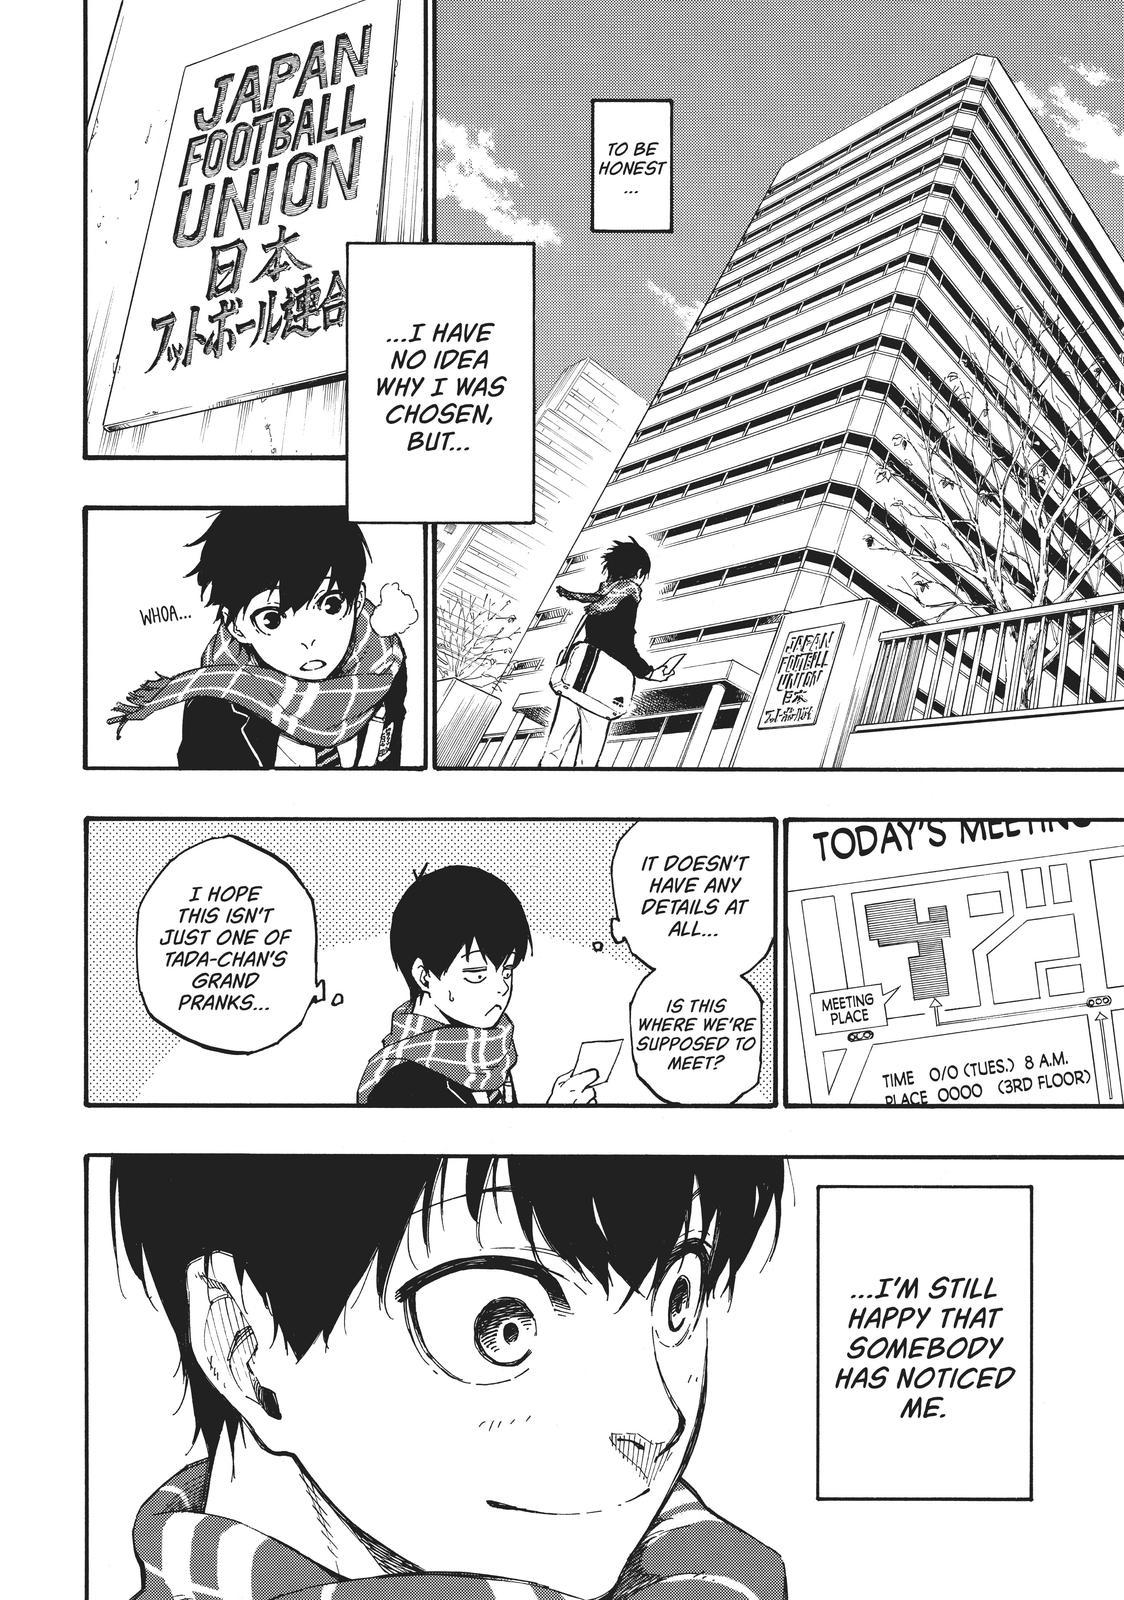 TO BE
HONEST
...
JAPAN
FOOTBALL
UNION
日本
フットボール連合
...I HAVE
NO IDEA
WHY I WAS
CHOSEN,
BUT...
JAPAN
FOOTBALL
UNION
日本
WHOA...
TODAY'S MEETING
MEETING
PLACE
TIME O/O (TUES.) 8 A.M.
PLACE OOOO (3RD FLOOR)
IT DOESN'T
HAVE ANY
DETAILS AT
ALL...
IS THIS
WHERE WE'RE
SUPPOSED TO
MEET?
I HOPE
THIS ISN'T
JUST ONE OF
TADA-CHAN'S
GRAND
PRANKS...
...I'M STILL
HAPPY THAT
SOMEBODY
HAS NOTICED
ME.